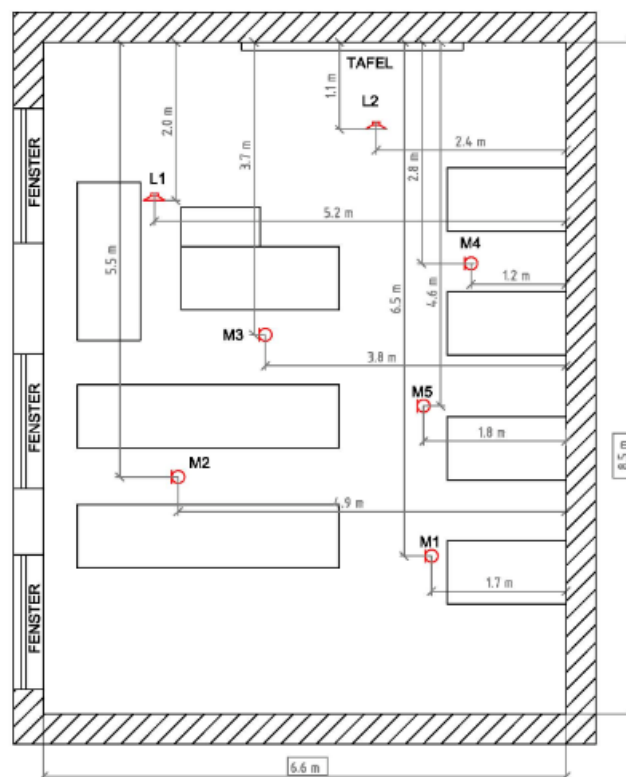 TAFEL
1.1 m
L2
2.0 m
3.7 m
2.4 m
2.8 m
FENSTER
L1
5.2 m
M4
5.5 m
1.2 m
6.5 m
4.6 m
M3
3.8 m
FENSTER
M5
1.8 m
8.5 m
M2
4.9 m
M1
FENSTER
1.7 m
6.6 m